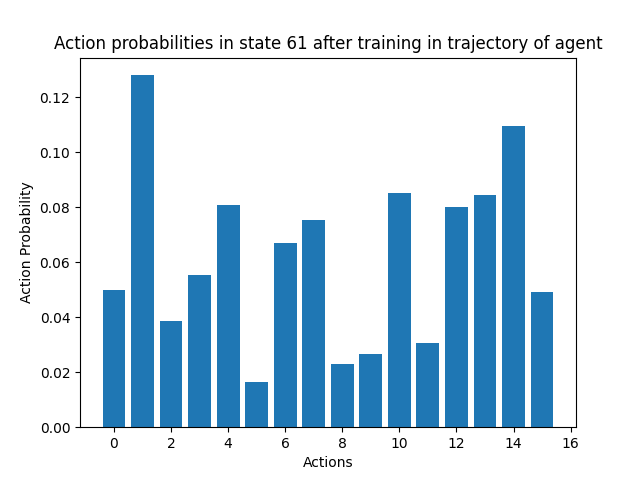 Action probabilities in state 61 after training in trajectory of agent
0.12
0.10
0.08
0.06
0.04
0.02
0.00
Action Probability
0 2 4 6 8 10 12 14 16
Actions